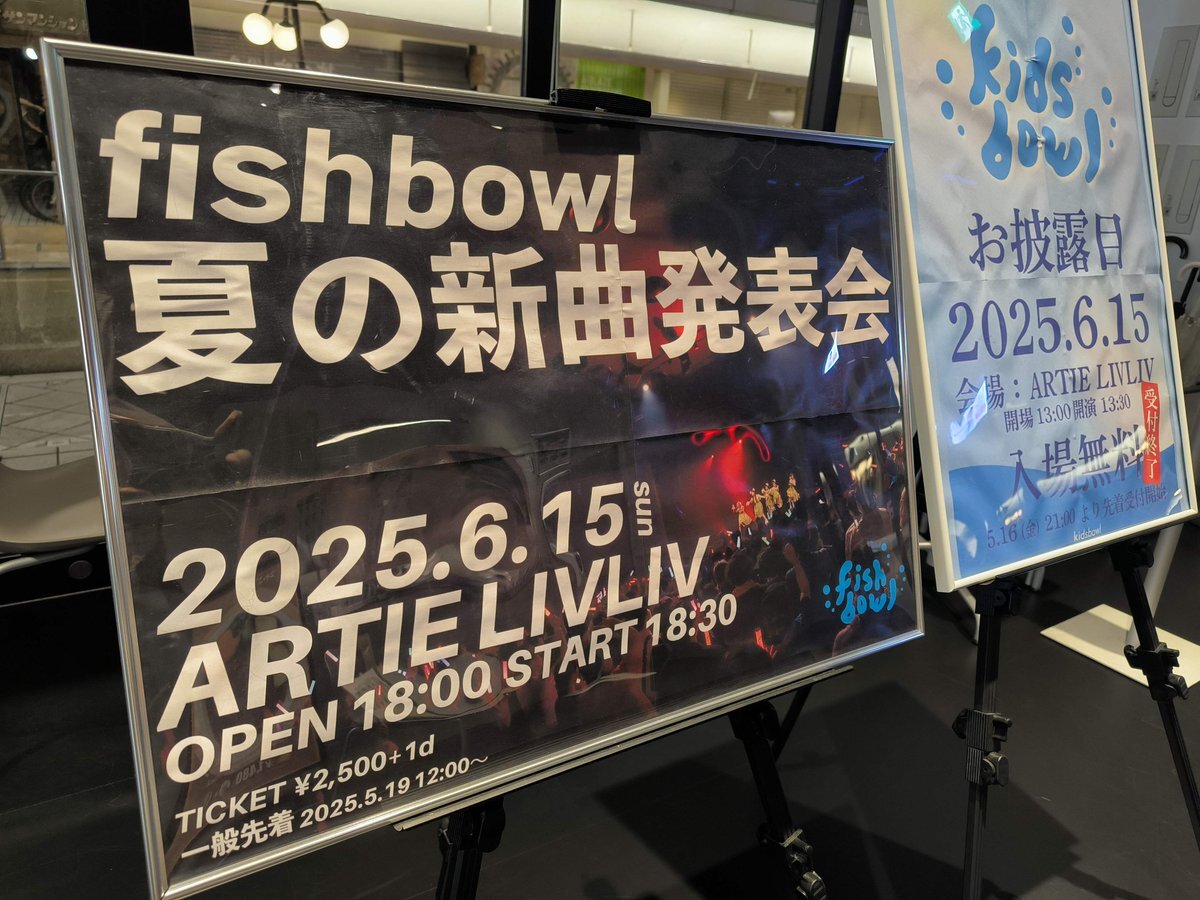 fishbowl
夏の新曲発表会
2025.6.15 sun
ARTIE LIVLIV
OPEN 18:00 START 18:30
TICKET ¥2,500+1d
一般先着 2025.5.19 12:00～
fish
bowl
kids
bowl
お披露目
2025.6.15
会場：ARTIE LIVLIV
開場 13:00 開演 13:30
入場無料
受付終了
5.16(金) 21:00 より先着受付開始
kidsbowl